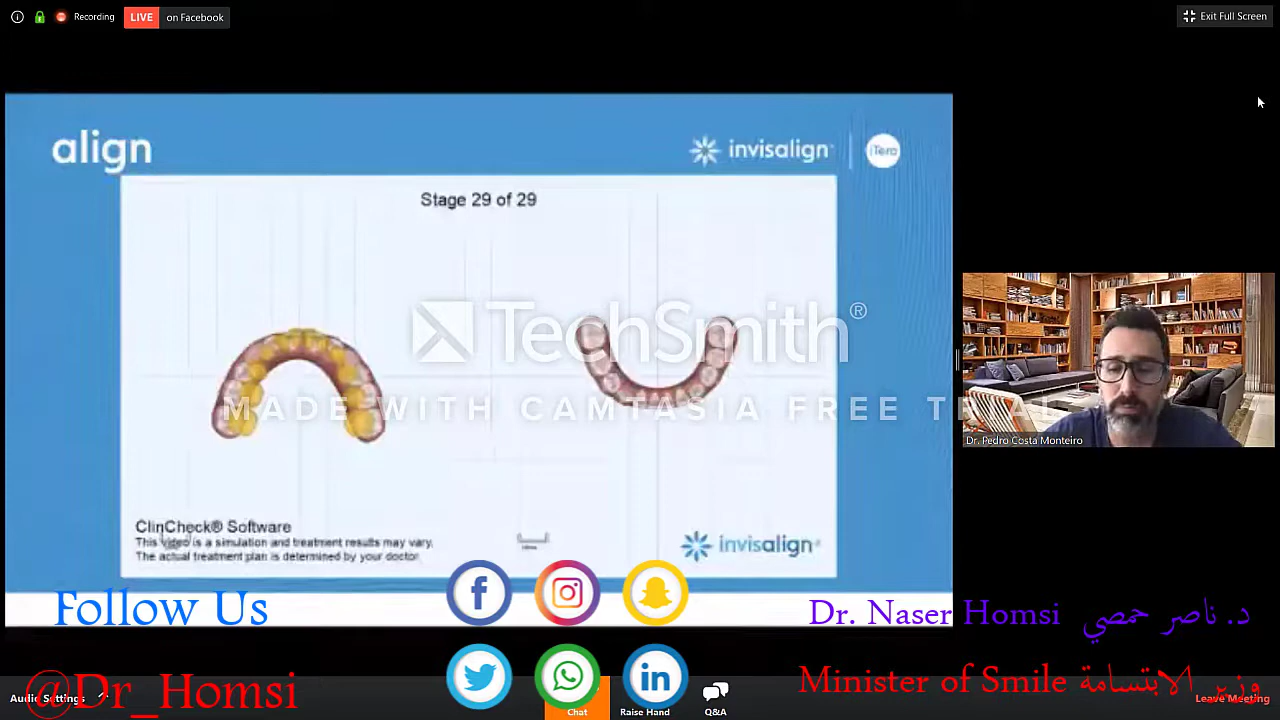 Recording
LIVE on Facebook
Exit Full Screen
align
invisalign
iTero
Stage 29 of 29
TechSmith®
MADE WITH CAMTASIA FREE TRIAL
Dr. Pedro Costa Monteiro
ClinCheck® Software
This video is a simulation and treatment results may vary.
The actual treatment plan is determined by your doctor
invisalign
Follow Us
Dr. Naser Homsi د. ناصر حمصي
@Dr_Homsi
Minister of Smile وزير الابتسامة
Audio Settings
Chat
Raise Hand
Q&A
Leave Meeting